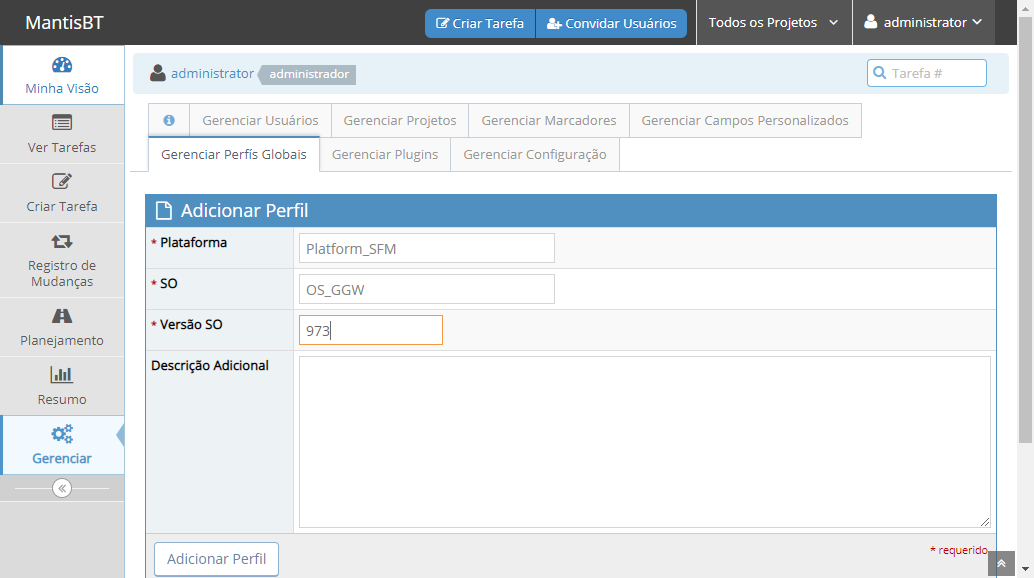 MantisBT
Criar Tarefa
Convidar Usuários
Todos os Projetos
administrator
Minha Visão
Ver Tarefas
Criar Tarefa
Registro de
Mudanças
Planejamento
Resumo
Gerenciar
administrator
administrador
Tarefa #
Gerenciar Usuários
Gerenciar Projetos
Gerenciar Marcadores
Gerenciar Campos Personalizados
Gerenciar Perfís Globais
Gerenciar Plugins
Gerenciar Configuração
Adicionar Perfil
* Plataforma
Platform_SFM
* SO
OS_GGW
* Versão SO
973
Descrição Adicional
* requerido
Adicionar Perfil